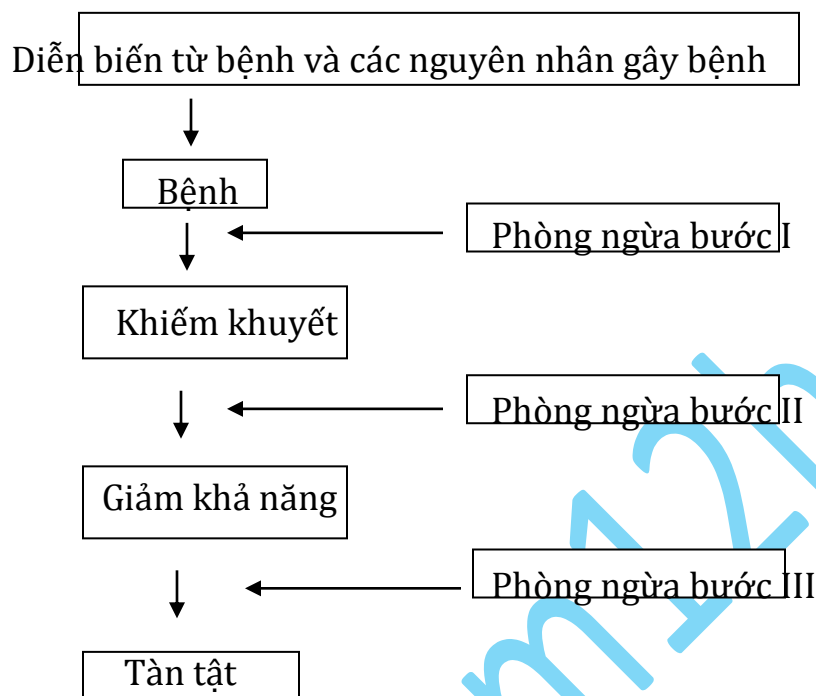 Diễn biến từ bệnh và các nguyên nhân gây bệnh
Bệnh
Phòng ngừa bước I
Khiếm khuyết
Phòng ngừa bước II
Giảm khả năng
Phòng ngừa bước III
Tàn tật